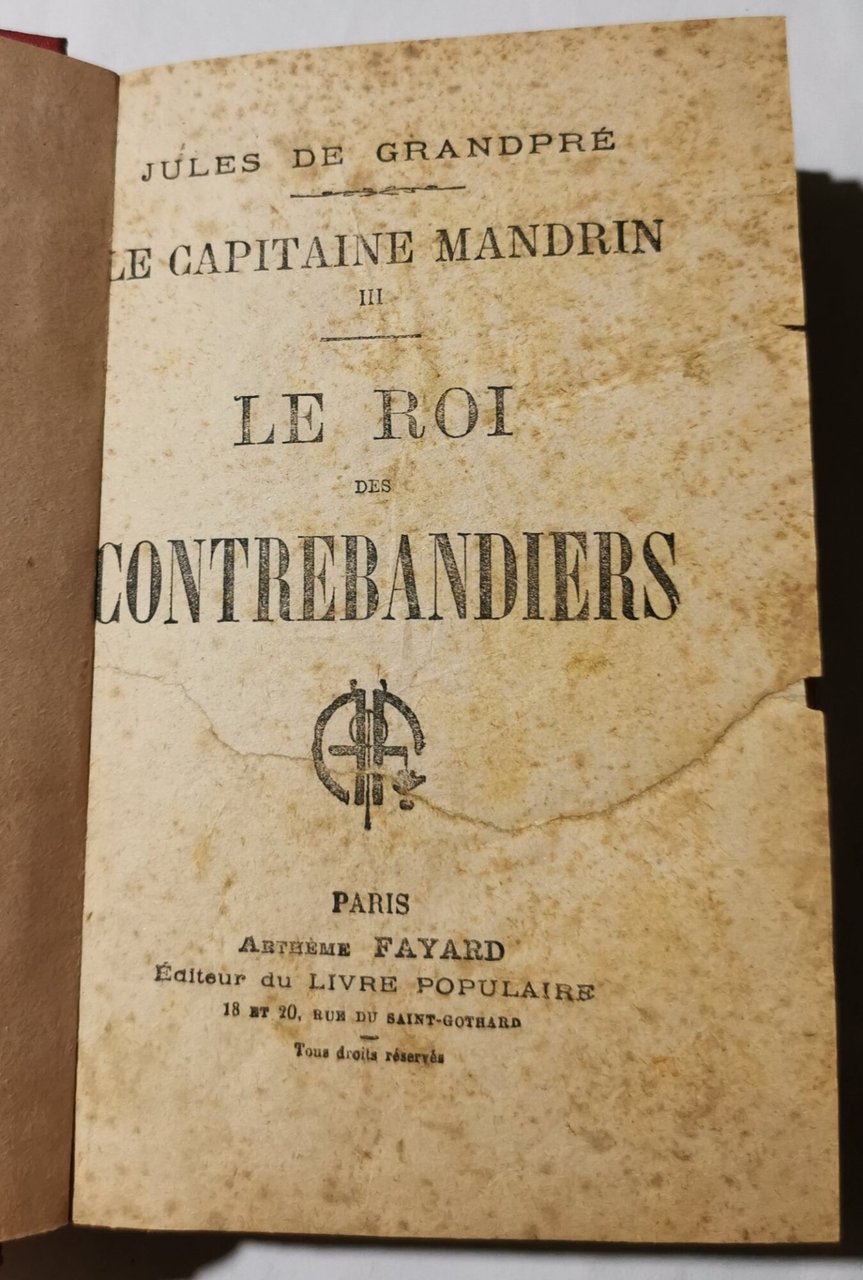 JULES DE GRANDPRÉ
LE CAPITAINE MANDRIN
III
LE ROI
DES
CONTREBANDIERS
PARIS
ARTHÈME FAYARD
Éditeur du LIVRE POPULAIRE
18 ET 20, RUE DU SAINT-GOTHARD
Tous droits réservés